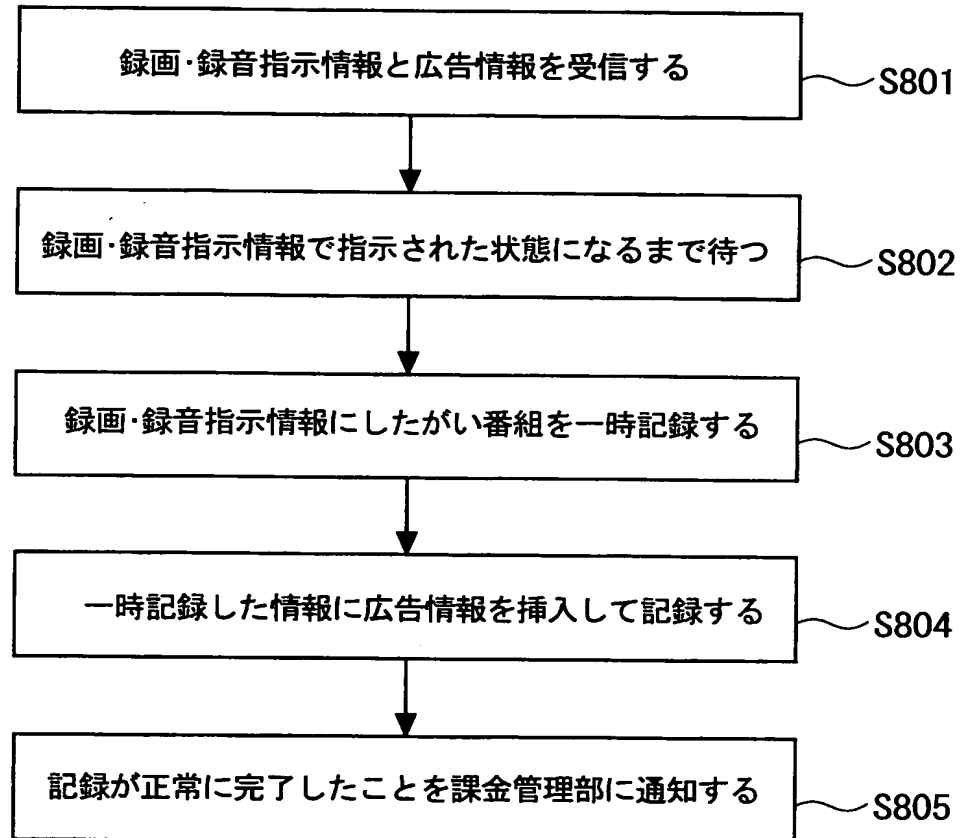 録画・録音指示情報と広告情報を受信する
S801
録画・録音指示情報で指示された状態になるまで待つ
S802
録画・録音指示情報にしたがい番組を一時記録する
S803
一時記録した情報に広告情報を挿入して記録する
S804
記録が正常に完了したことを課金管理部に通知する
S805